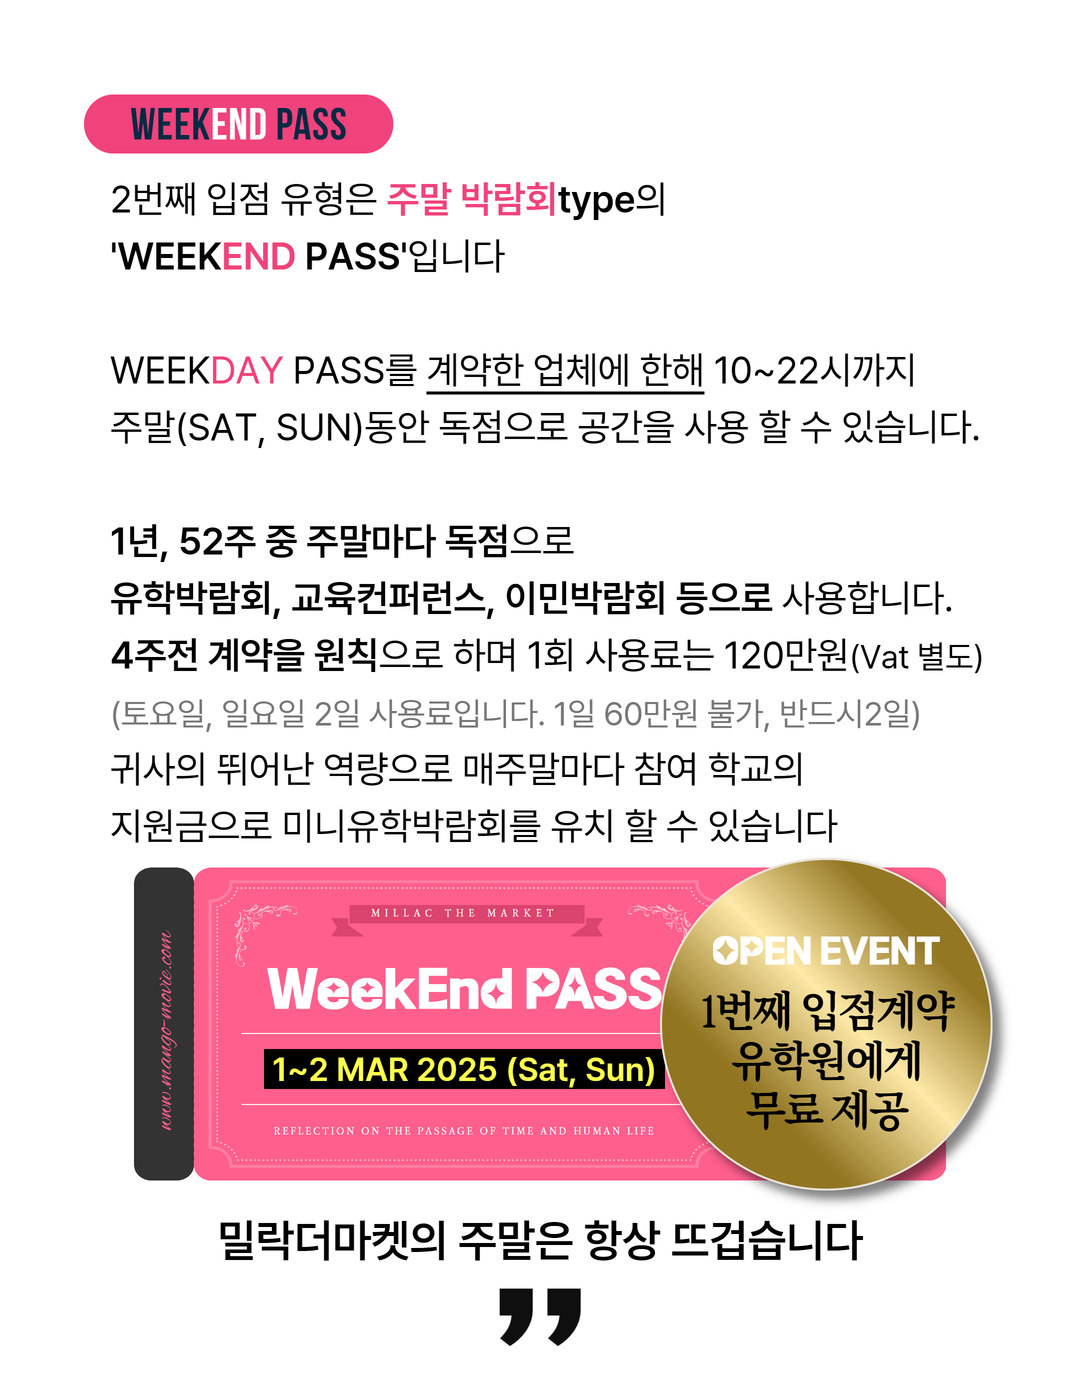 WEEKEND PASS
2번째 입점 유형은 주말 박람회type의
'WEEKEND PASS'입니다
WEEKDAY PASS를 계약한 업체에 한해 10~22시까지
주말(SAT, SUN)동안 독점으로 공간을 사용 할 수 있습니다.
1년, 52주 중 주말마다 독점으로
유학박람회, 교육컨퍼런스, 이민박람회 등으로 사용합니다.
4주전 계약을 원칙으로 하며 1회 사용료는 120만원(Vat 별도)
(토요일, 일요일 2일 사용료입니다. 1일 60만원 불가, 반드시2일)
귀사의 뛰어난 역량으로 매주말마다 참여 학교의
지원금으로 미니유학박람회를 유치 할 수 있습니다
www.mango-movie.com
MILLAC THE MARKET
WeekEnd PASS
1~2 MAR 2025 (Sat, Sun)
REFLECTION ON THE PASSAGE OF TIME AND HUMAN LIFE
OPEN EVENT
1번째 입점계약
유학원에게
무료 제공
밀락더마켓의 주말은 항상 뜨겁습니다
"